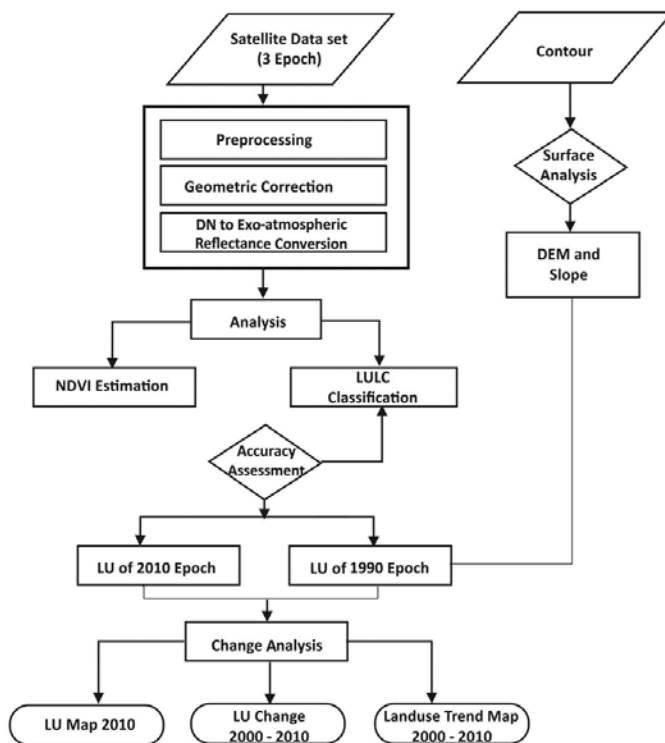 Satellite Data set
(3 Epoch)
Contour
Preprocessing
Geometric Correction
DN to Exo-atmospheric
Reflectance Conversion
Surface
Analysis
DEM and
Slope
Analysis
NDVI Estimation
LULC
Classification
Accuracy
Assessment
LU of 2010 Epoch
LU of 1990 Epoch
Change Analysis
LU Map 2010
LU Change
2000 - 2010
Landuse Trend Map
2000 - 2010